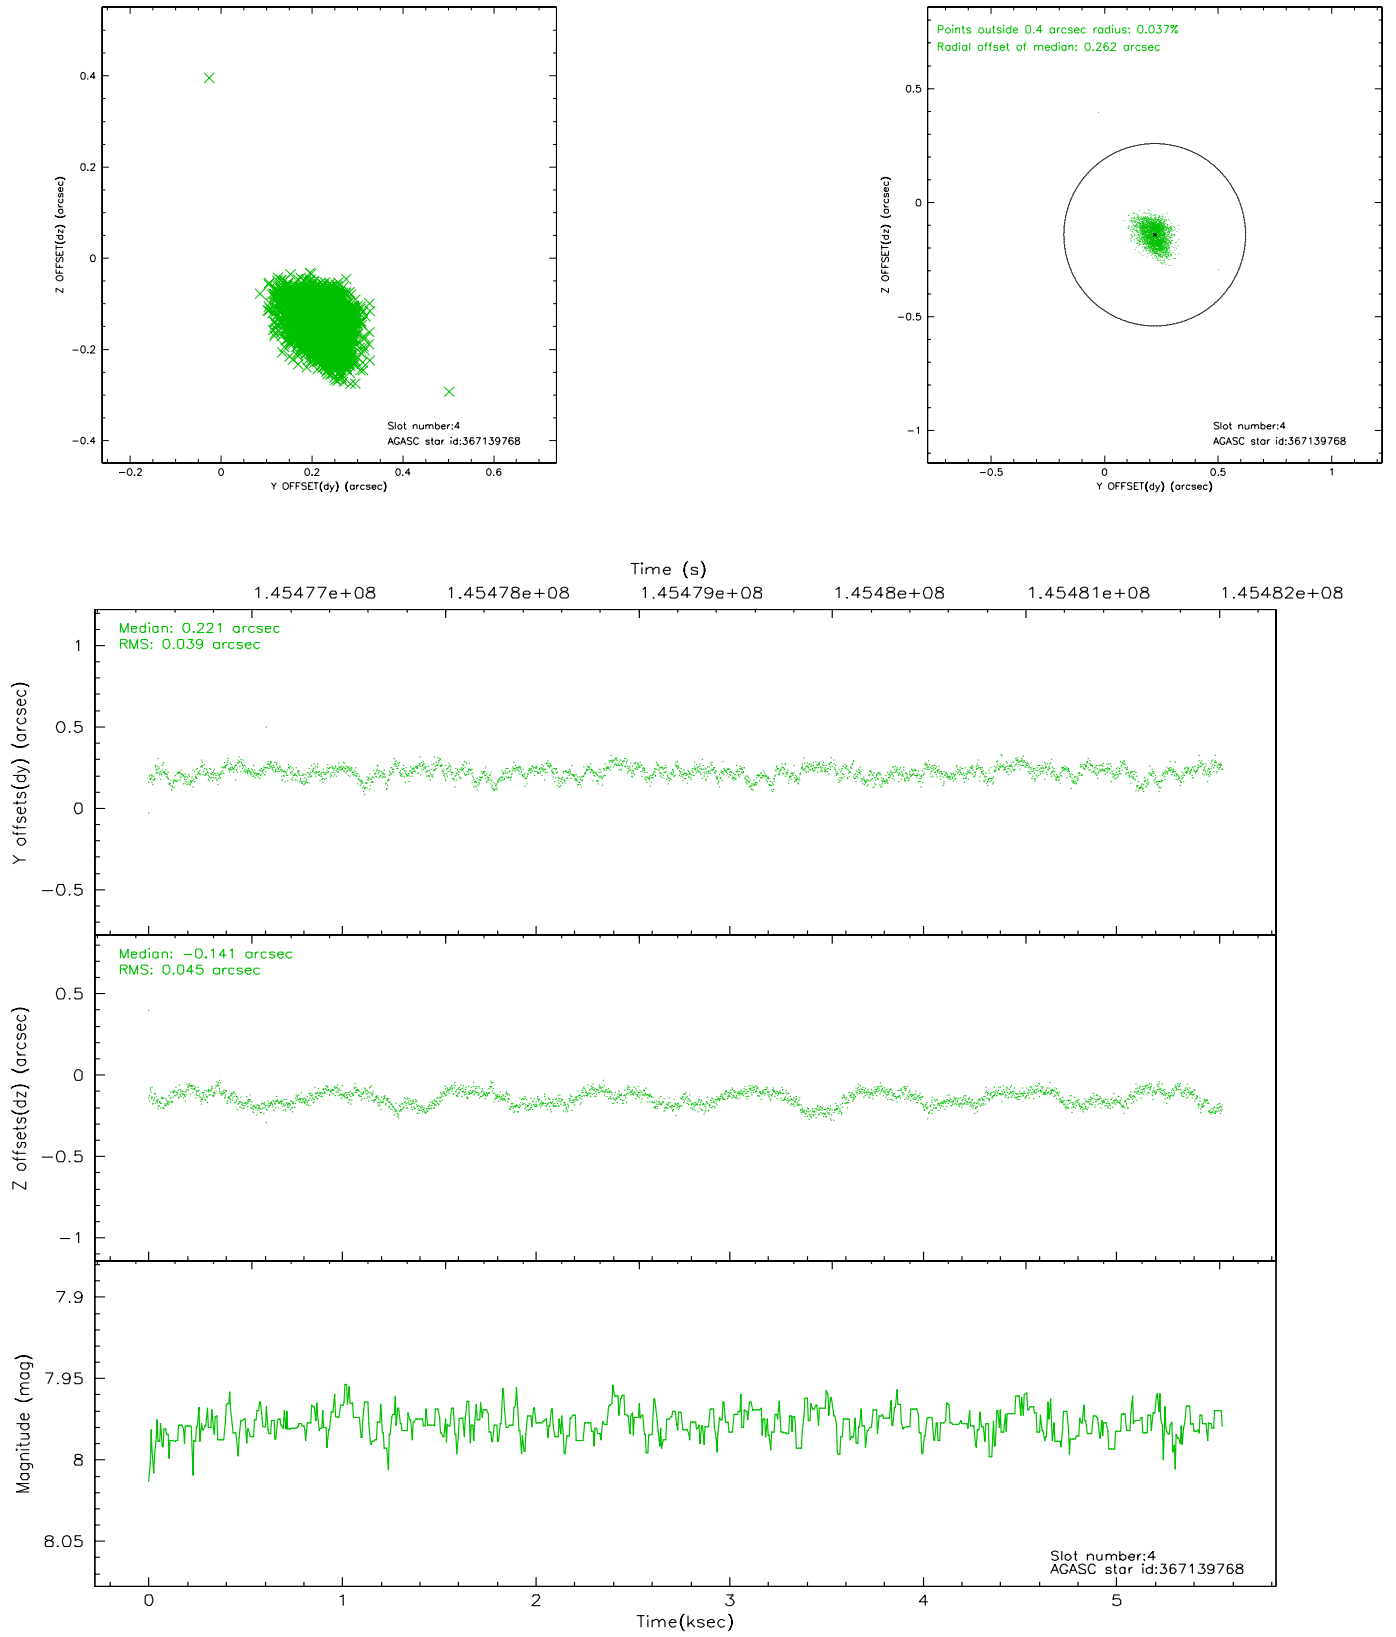 0.4
0.2
0
−0.2
−0.4
Z OFFSET(dz) (arcsec)
Slot number:4
AGASC star id:367139768
−0.2
0
0.2
0.4
0.6
Y OFFSET(dy) (arcsec)
Points outside 0.4 arcsec radius: 0.037%
Radial offset of median: 0.262 arcsec
0.5
0
−0.5
−1
Z OFFSET(dz) (arcsec)
Slot number:4
AGASC star id:367139768
−0.5
0
0.5
1
Y OFFSET(dy) (arcsec)
Time (s)
1.45477e+08
1.45478e+08
1.45479e+08
1.4548e+08
1.45481e+08
1.45482e+08
Median: 0.221 arcsec
RMS: 0.039 arcsec
1
0.5
0
−0.5
Y offsets(dy) (arcsec)
Median: −0.141 arcsec
RMS: 0.045 arcsec
0.5
0
−0.5
−1
Z offsets(dz) (arcsec)
7.9
7.95
8
8.05
Magnitude (mag)
Slot number:4
AGASC star id:367139768
0
1
2
3
4
5
Time(ksec)